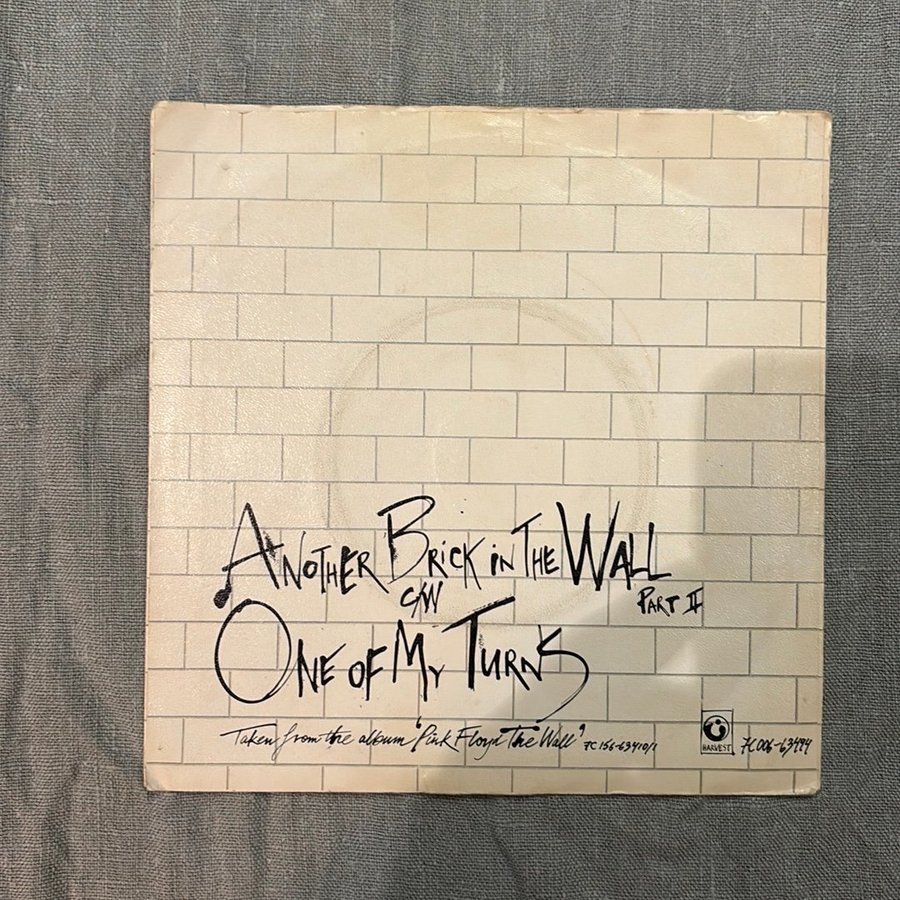 ANOTHER BRICK iN THE WALL
PART II
C/W
ONE OF MY TURNS
Taken from the album 'Pink Floyd The Wall' 7C 156-63410/1
HARVEST
7C 006-63494